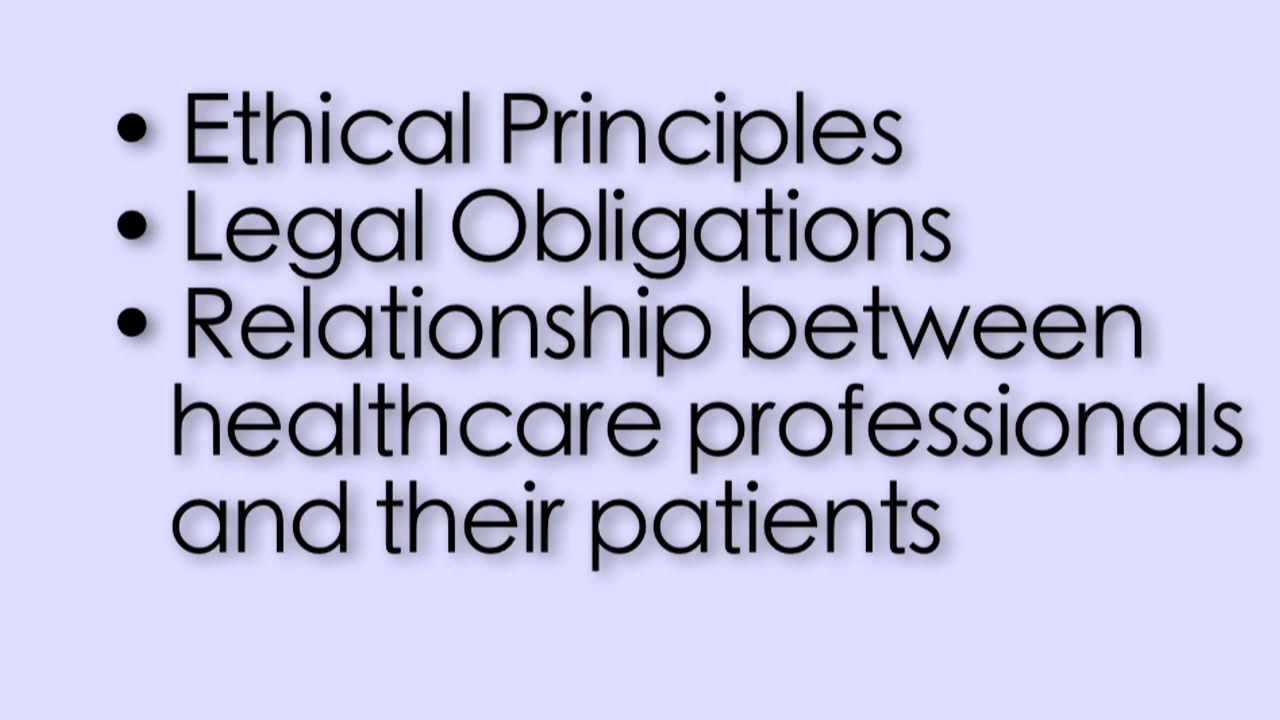 • Ethical Principles
• Legal Obligations
• Relationship between
healthcare professionals
and their patients